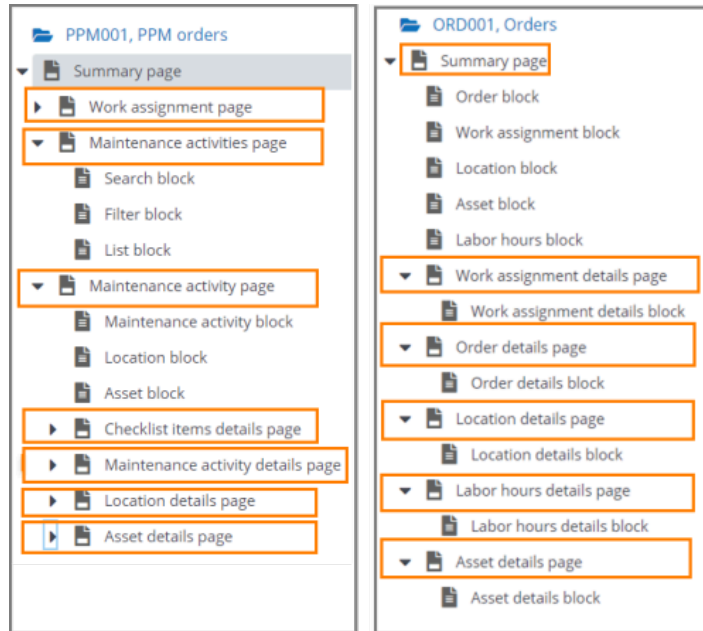 PPM001, PPM orders
Summary page
Work assignment page
Maintenance activities page
Search block
Filter block
List block
Maintenance activity page
Maintenance activity block
Location block
Asset block
Checklist items details page
Maintenance activity details page
Location details page
Asset details page
ORD001, Orders
Summary page
Order block
Work assignment block
Location block
Asset block
Labor hours block
Work assignment details page
Work assignment details block
Order details page
Order details block
Location details page
Location details block
Labor hours details page
Labor hours details block
Asset details page
Asset details block